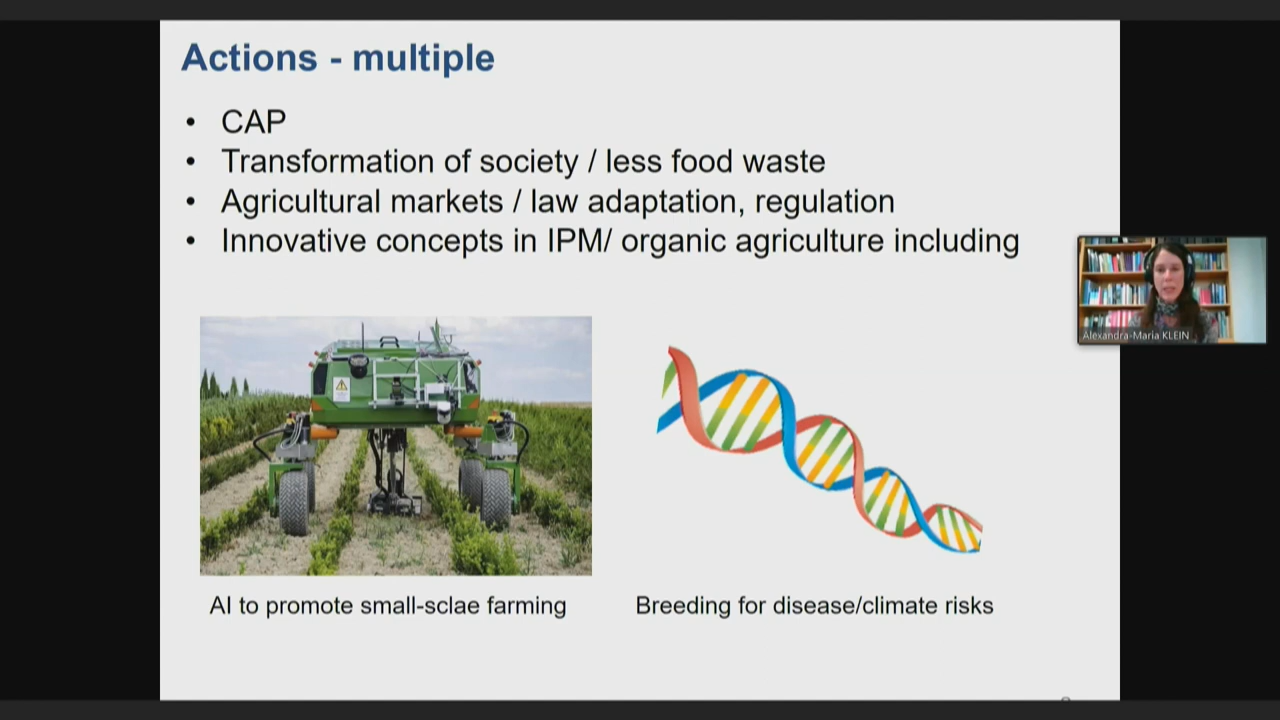 Actions - multiple
• CAP
• Transformation of society / less food waste
• Agricultural markets / law adaptation, regulation
• Innovative concepts in IPM/ organic agriculture including
Alexandra-Maria KLEIN
AI to promote small-sclae farming
Breeding for disease/climate risks